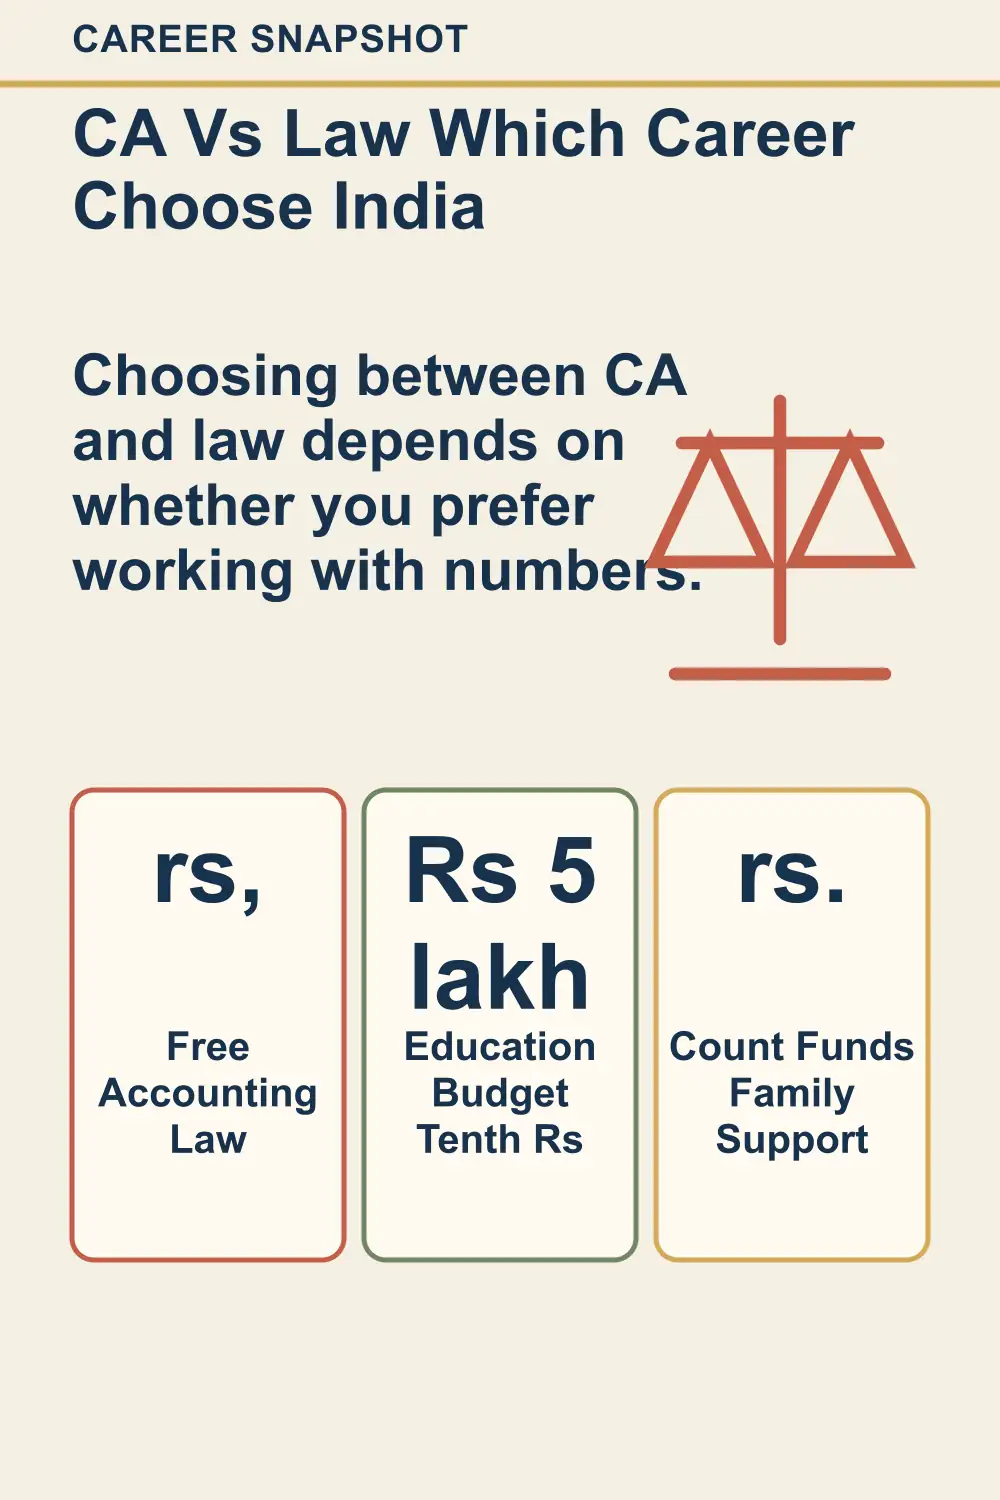 CAREER SNAPSHOT
CA Vs Law Which Career
Choose India
Choosing between CA
and law depends on
whether you prefer
working with numbers.
rs,
Free
Accounting
Law
Rs 5
lakh
Education
Budget
Tenth Rs
rs.
Count Funds
Family
Support